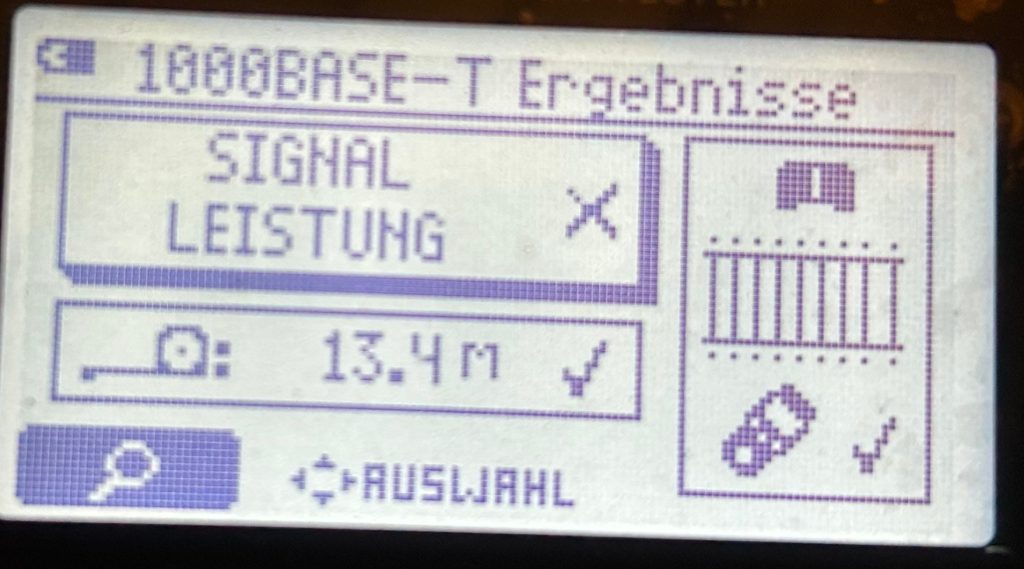 1000BASE-T Ergebnisse
SIGNAL
LEISTUNG
13.4 m
AUSWAHL